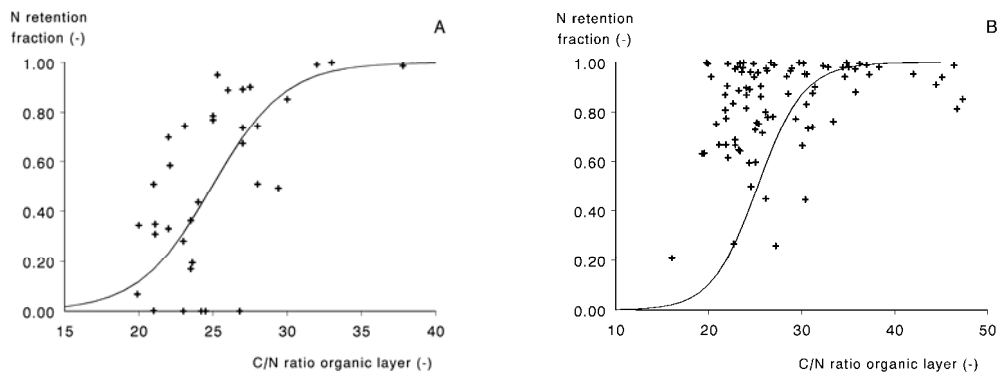 N retention
fraction (-)
A
1.00
0.80
0.60
0.40
0.20
0.00
15 20 25 30 35 40
C/N ratio organic layer (-)
N retention
fraction (-)
B
1.00
0.80
0.60
0.40
0.20
0.00
10 20 30 40 50
C/N ratio organic layer (-)